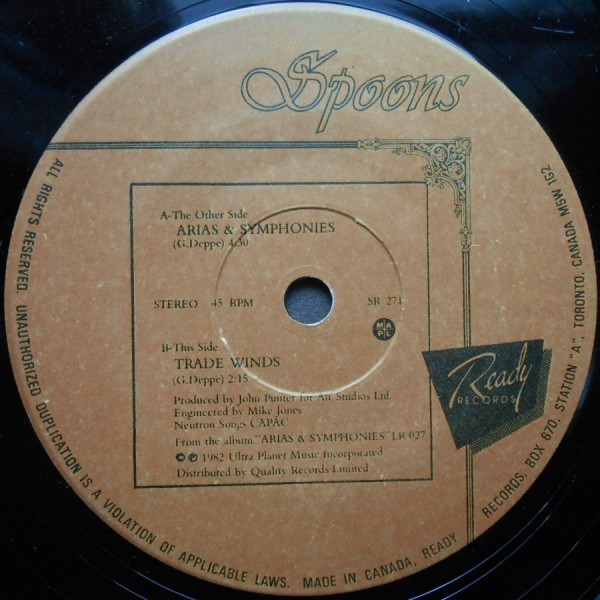 Spoons
A-The Other Side
ARIAS & SYMPHONIES
(G.Deppe) 4:30
STEREO 45 RPM SR 271
MAPL
B-This Side
TRADE WINDS
(G.Deppe) 2:15
Produced by John Punter for Air Studios Ltd.
Engineered by Mike Jones
Neutron Songs CAPAC
From the album,"ARIAS & SYMPHONIES" LR 027
© ℗ 1982 Ultra Planet Music Incorporated
Distributed by Quality Records Limited
Ready
RECORDS
ALL RIGHTS RESERVED. UNAUTHORIZED DUPLICATION IS A VIOLATION OF APPLICABLE LAWS. MADE IN CANADA, READY RECORDS, BOX 670, STATION "A", TORONTO, CANADA M5W 1G2